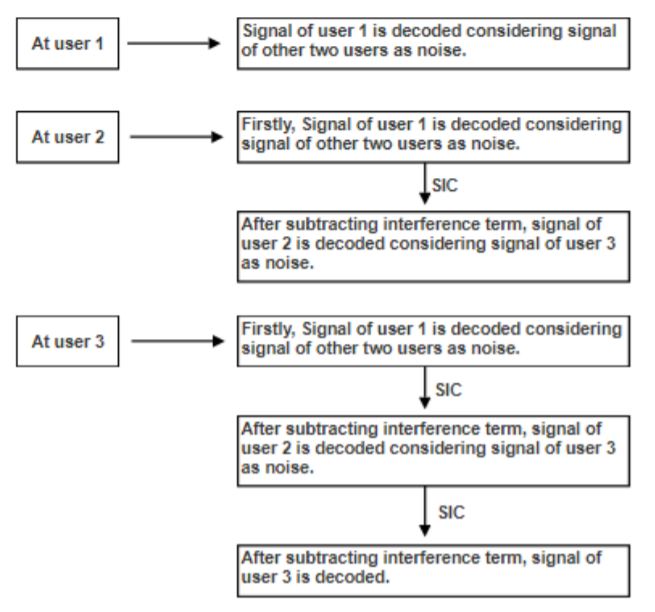 At user 1
Signal of user 1 is decoded considering signal
of other two users as noise.
At user 2
Firstly, Signal of user 1 is decoded considering
signal of other two users as noise.
SIC
After subtracting interference term, signal of
user 2 is decoded considering signal of user 3
as noise.
At user 3
Firstly, Signal of user 1 is decoded considering
signal of other two users as noise.
SIC
After subtracting interference term, signal of
user 2 is decoded considering signal of user 3
as noise.
SIC
After subtracting interference term, signal of
user 3 is decoded.